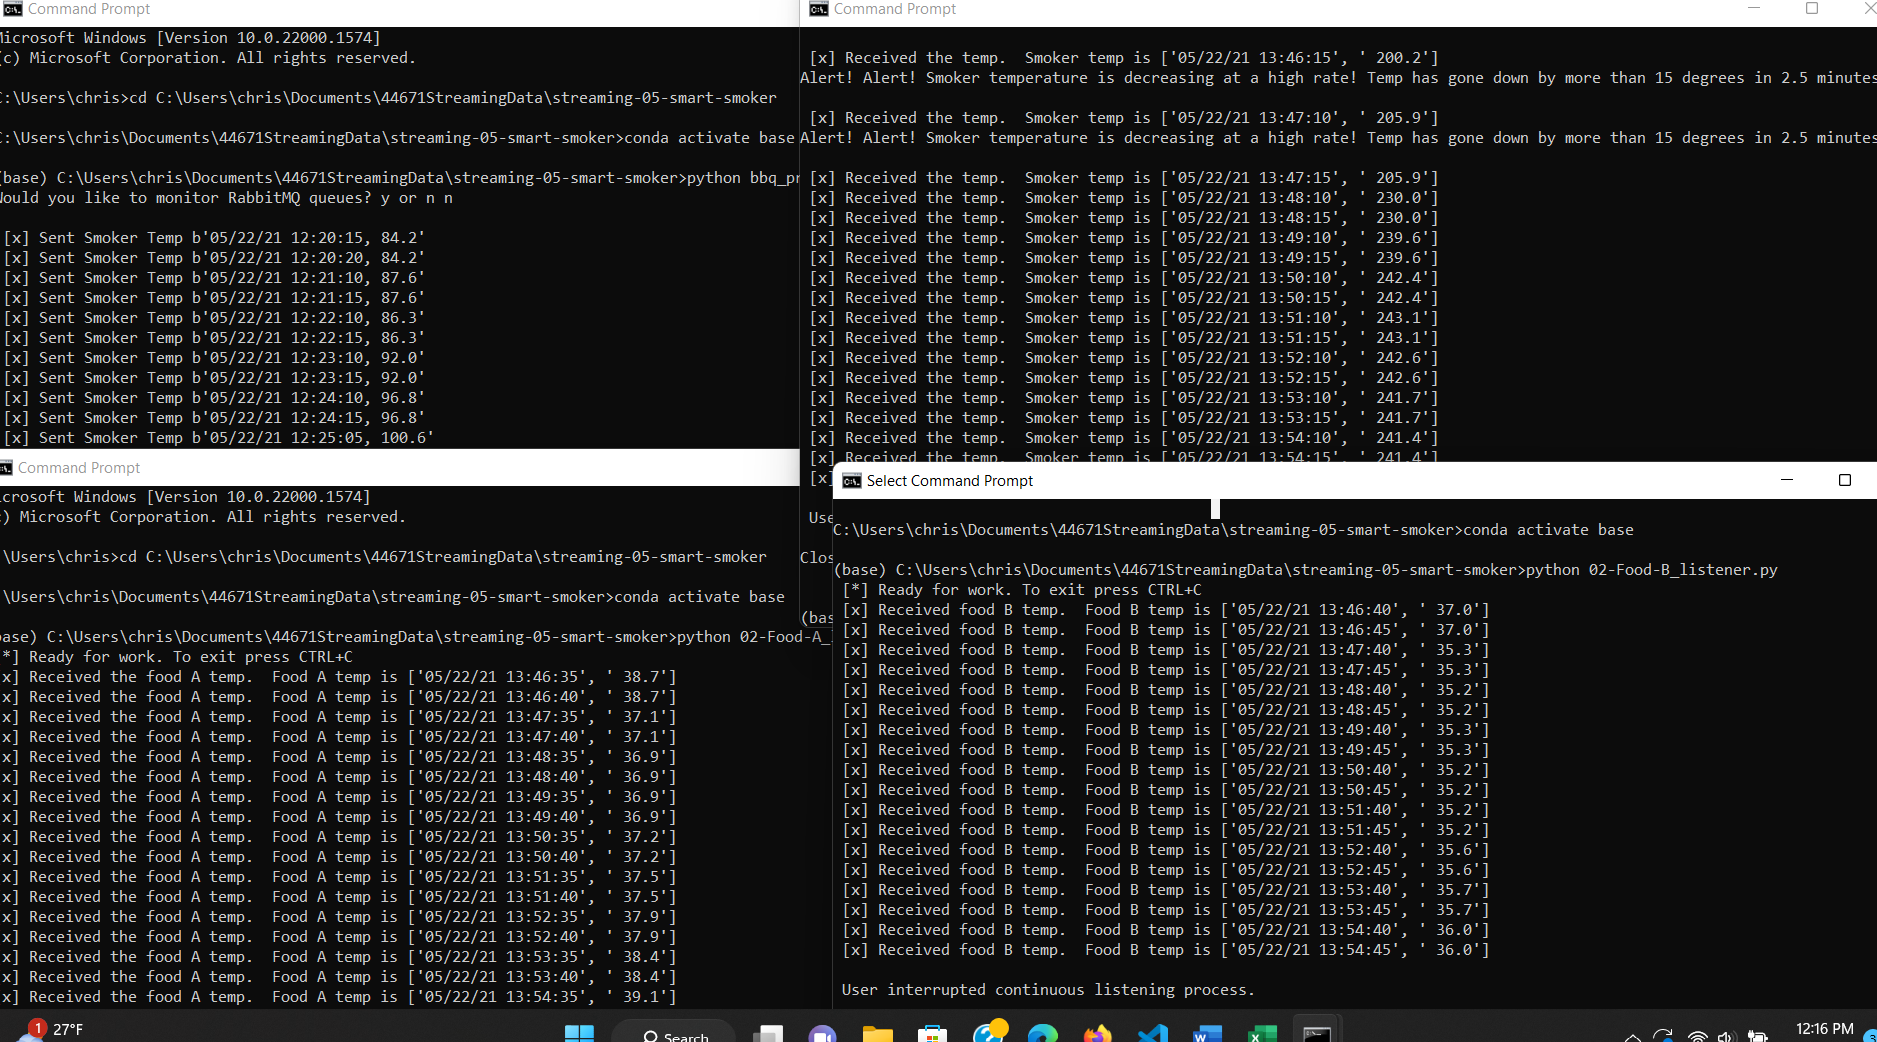 Command Prompt
Microsoft Windows [Version 10.0.22000.1574]
(c) Microsoft Corporation. All rights reserved.
C:\Users\chris>cd C:\Users\chris\Documents\44671StreamingData\streaming-05-smart-smoker
C:\Users\chris\Documents\44671StreamingData\streaming-05-smart-smoker>conda activate base
(base) C:\Users\chris\Documents\44671StreamingData\streaming-05-smart-smoker>python bbq_pr
Would you like to monitor RabbitMQ queues? y or n n
[x] Sent Smoker Temp b'05/22/21 12:20:15, 84.2'
[x] Sent Smoker Temp b'05/22/21 12:20:20, 84.2'
[x] Sent Smoker Temp b'05/22/21 12:21:10, 87.6'
[x] Sent Smoker Temp b'05/22/21 12:21:15, 87.6'
[x] Sent Smoker Temp b'05/22/21 12:22:10, 86.3'
[x] Sent Smoker Temp b'05/22/21 12:22:15, 86.3'
[x] Sent Smoker Temp b'05/22/21 12:23:10, 92.0'
[x] Sent Smoker Temp b'05/22/21 12:23:15, 92.0'
[x] Sent Smoker Temp b'05/22/21 12:24:10, 96.8'
[x] Sent Smoker Temp b'05/22/21 12:24:15, 96.8'
[x] Sent Smoker Temp b'05/22/21 12:25:05, 100.6'
Command Prompt
[x] Received the temp.  Smoker temp is ['05/22/21 13:46:15', ' 200.2']
Alert! Alert! Smoker temperature is decreasing at a high rate! Temp has gone down by more than 15 degrees in 2.5 minutes
[x] Received the temp.  Smoker temp is ['05/22/21 13:47:10', ' 205.9']
Alert! Alert! Smoker temperature is decreasing at a high rate! Temp has gone down by more than 15 degrees in 2.5 minutes
[x] Received the temp.  Smoker temp is ['05/22/21 13:47:15', ' 205.9']
[x] Received the temp.  Smoker temp is ['05/22/21 13:48:10', ' 230.0']
[x] Received the temp.  Smoker temp is ['05/22/21 13:48:15', ' 230.0']
[x] Received the temp.  Smoker temp is ['05/22/21 13:49:10', ' 239.6']
[x] Received the temp.  Smoker temp is ['05/22/21 13:49:15', ' 239.6']
[x] Received the temp.  Smoker temp is ['05/22/21 13:50:10', ' 242.4']
[x] Received the temp.  Smoker temp is ['05/22/21 13:50:15', ' 242.4']
[x] Received the temp.  Smoker temp is ['05/22/21 13:51:10', ' 243.1']
[x] Received the temp.  Smoker temp is ['05/22/21 13:51:15', ' 243.1']
[x] Received the temp.  Smoker temp is ['05/22/21 13:52:10', ' 242.6']
[x] Received the temp.  Smoker temp is ['05/22/21 13:52:15', ' 242.6']
[x] Received the temp.  Smoker temp is ['05/22/21 13:53:10', ' 241.7']
[x] Received the temp.  Smoker temp is ['05/22/21 13:53:15', ' 241.7']
[x] Received the temp.  Smoker temp is ['05/22/21 13:54:10', ' 241.4']
[x] Received the temp.  Smoker temp is ['05/22/21 13:54:15', ' 241.4']
[x]
Use
Clos
(bas
Command Prompt
icrosoft Windows [Version 10.0.22000.1574]
) Microsoft Corporation. All rights reserved.
\Users\chris>cd C:\Users\chris\Documents\44671StreamingData\streaming-05-smart-smoker
\Users\chris\Documents\44671StreamingData\streaming-05-smart-smoker>conda activate base
base) C:\Users\chris\Documents\44671StreamingData\streaming-05-smart-smoker>python 02-Food-A_
*] Ready for work. To exit press CTRL+C
x] Received the food A temp.  Food A temp is ['05/22/21 13:46:35', ' 38.7']
x] Received the food A temp.  Food A temp is ['05/22/21 13:46:40', ' 38.7']
x] Received the food A temp.  Food A temp is ['05/22/21 13:47:35', ' 37.1']
x] Received the food A temp.  Food A temp is ['05/22/21 13:47:40', ' 37.1']
x] Received the food A temp.  Food A temp is ['05/22/21 13:48:35', ' 36.9']
x] Received the food A temp.  Food A temp is ['05/22/21 13:48:40', ' 36.9']
x] Received the food A temp.  Food A temp is ['05/22/21 13:49:35', ' 36.9']
x] Received the food A temp.  Food A temp is ['05/22/21 13:49:40', ' 36.9']
x] Received the food A temp.  Food A temp is ['05/22/21 13:50:35', ' 37.2']
x] Received the food A temp.  Food A temp is ['05/22/21 13:50:40', ' 37.2']
x] Received the food A temp.  Food A temp is ['05/22/21 13:51:35', ' 37.5']
x] Received the food A temp.  Food A temp is ['05/22/21 13:51:40', ' 37.5']
x] Received the food A temp.  Food A temp is ['05/22/21 13:52:35', ' 37.9']
x] Received the food A temp.  Food A temp is ['05/22/21 13:52:40', ' 37.9']
x] Received the food A temp.  Food A temp is ['05/22/21 13:53:35', ' 38.4']
x] Received the food A temp.  Food A temp is ['05/22/21 13:53:40', ' 38.4']
x] Received the food A temp.  Food A temp is ['05/22/21 13:54:35', ' 39.1']
Select Command Prompt
C:\Users\chris\Documents\44671StreamingData\streaming-05-smart-smoker>conda activate base
(base) C:\Users\chris\Documents\44671StreamingData\streaming-05-smart-smoker>python 02-Food-B_listener.py
[*] Ready for work. To exit press CTRL+C
[x] Received food B temp.  Food B temp is ['05/22/21 13:46:40', ' 37.0']
[x] Received food B temp.  Food B temp is ['05/22/21 13:46:45', ' 37.0']
[x] Received food B temp.  Food B temp is ['05/22/21 13:47:40', ' 35.3']
[x] Received food B temp.  Food B temp is ['05/22/21 13:47:45', ' 35.3']
[x] Received food B temp.  Food B temp is ['05/22/21 13:48:40', ' 35.2']
[x] Received food B temp.  Food B temp is ['05/22/21 13:48:45', ' 35.2']
[x] Received food B temp.  Food B temp is ['05/22/21 13:49:40', ' 35.3']
[x] Received food B temp.  Food B temp is ['05/22/21 13:49:45', ' 35.3']
[x] Received food B temp.  Food B temp is ['05/22/21 13:50:40', ' 35.2']
[x] Received food B temp.  Food B temp is ['05/22/21 13:50:45', ' 35.2']
[x] Received food B temp.  Food B temp is ['05/22/21 13:51:40', ' 35.2']
[x] Received food B temp.  Food B temp is ['05/22/21 13:51:45', ' 35.2']
[x] Received food B temp.  Food B temp is ['05/22/21 13:52:40', ' 35.6']
[x] Received food B temp.  Food B temp is ['05/22/21 13:52:45', ' 35.6']
[x] Received food B temp.  Food B temp is ['05/22/21 13:53:40', ' 35.7']
[x] Received food B temp.  Food B temp is ['05/22/21 13:53:45', ' 35.7']
[x] Received food B temp.  Food B temp is ['05/22/21 13:54:40', ' 36.0']
[x] Received food B temp.  Food B temp is ['05/22/21 13:54:45', ' 36.0']
User interrupted continuous listening process.
1
27°F
Search
12:16 PM